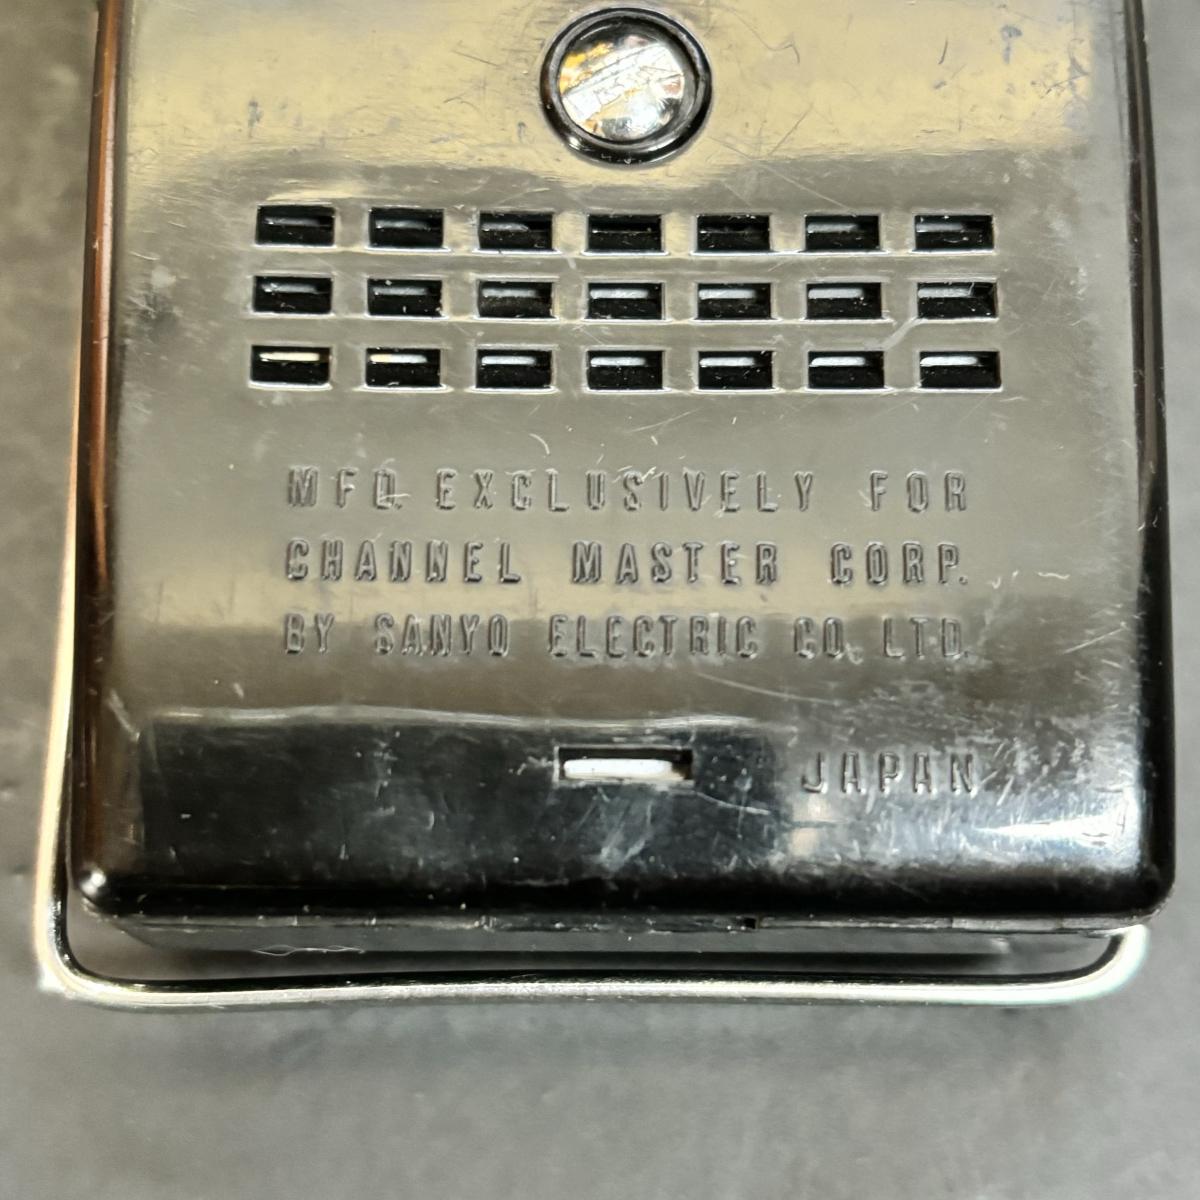 MFD. EXCLUSIVELY FOR
CHANNEL MASTER CORP.
BY SANYO ELECTRIC CO. LTD.
JAPAN